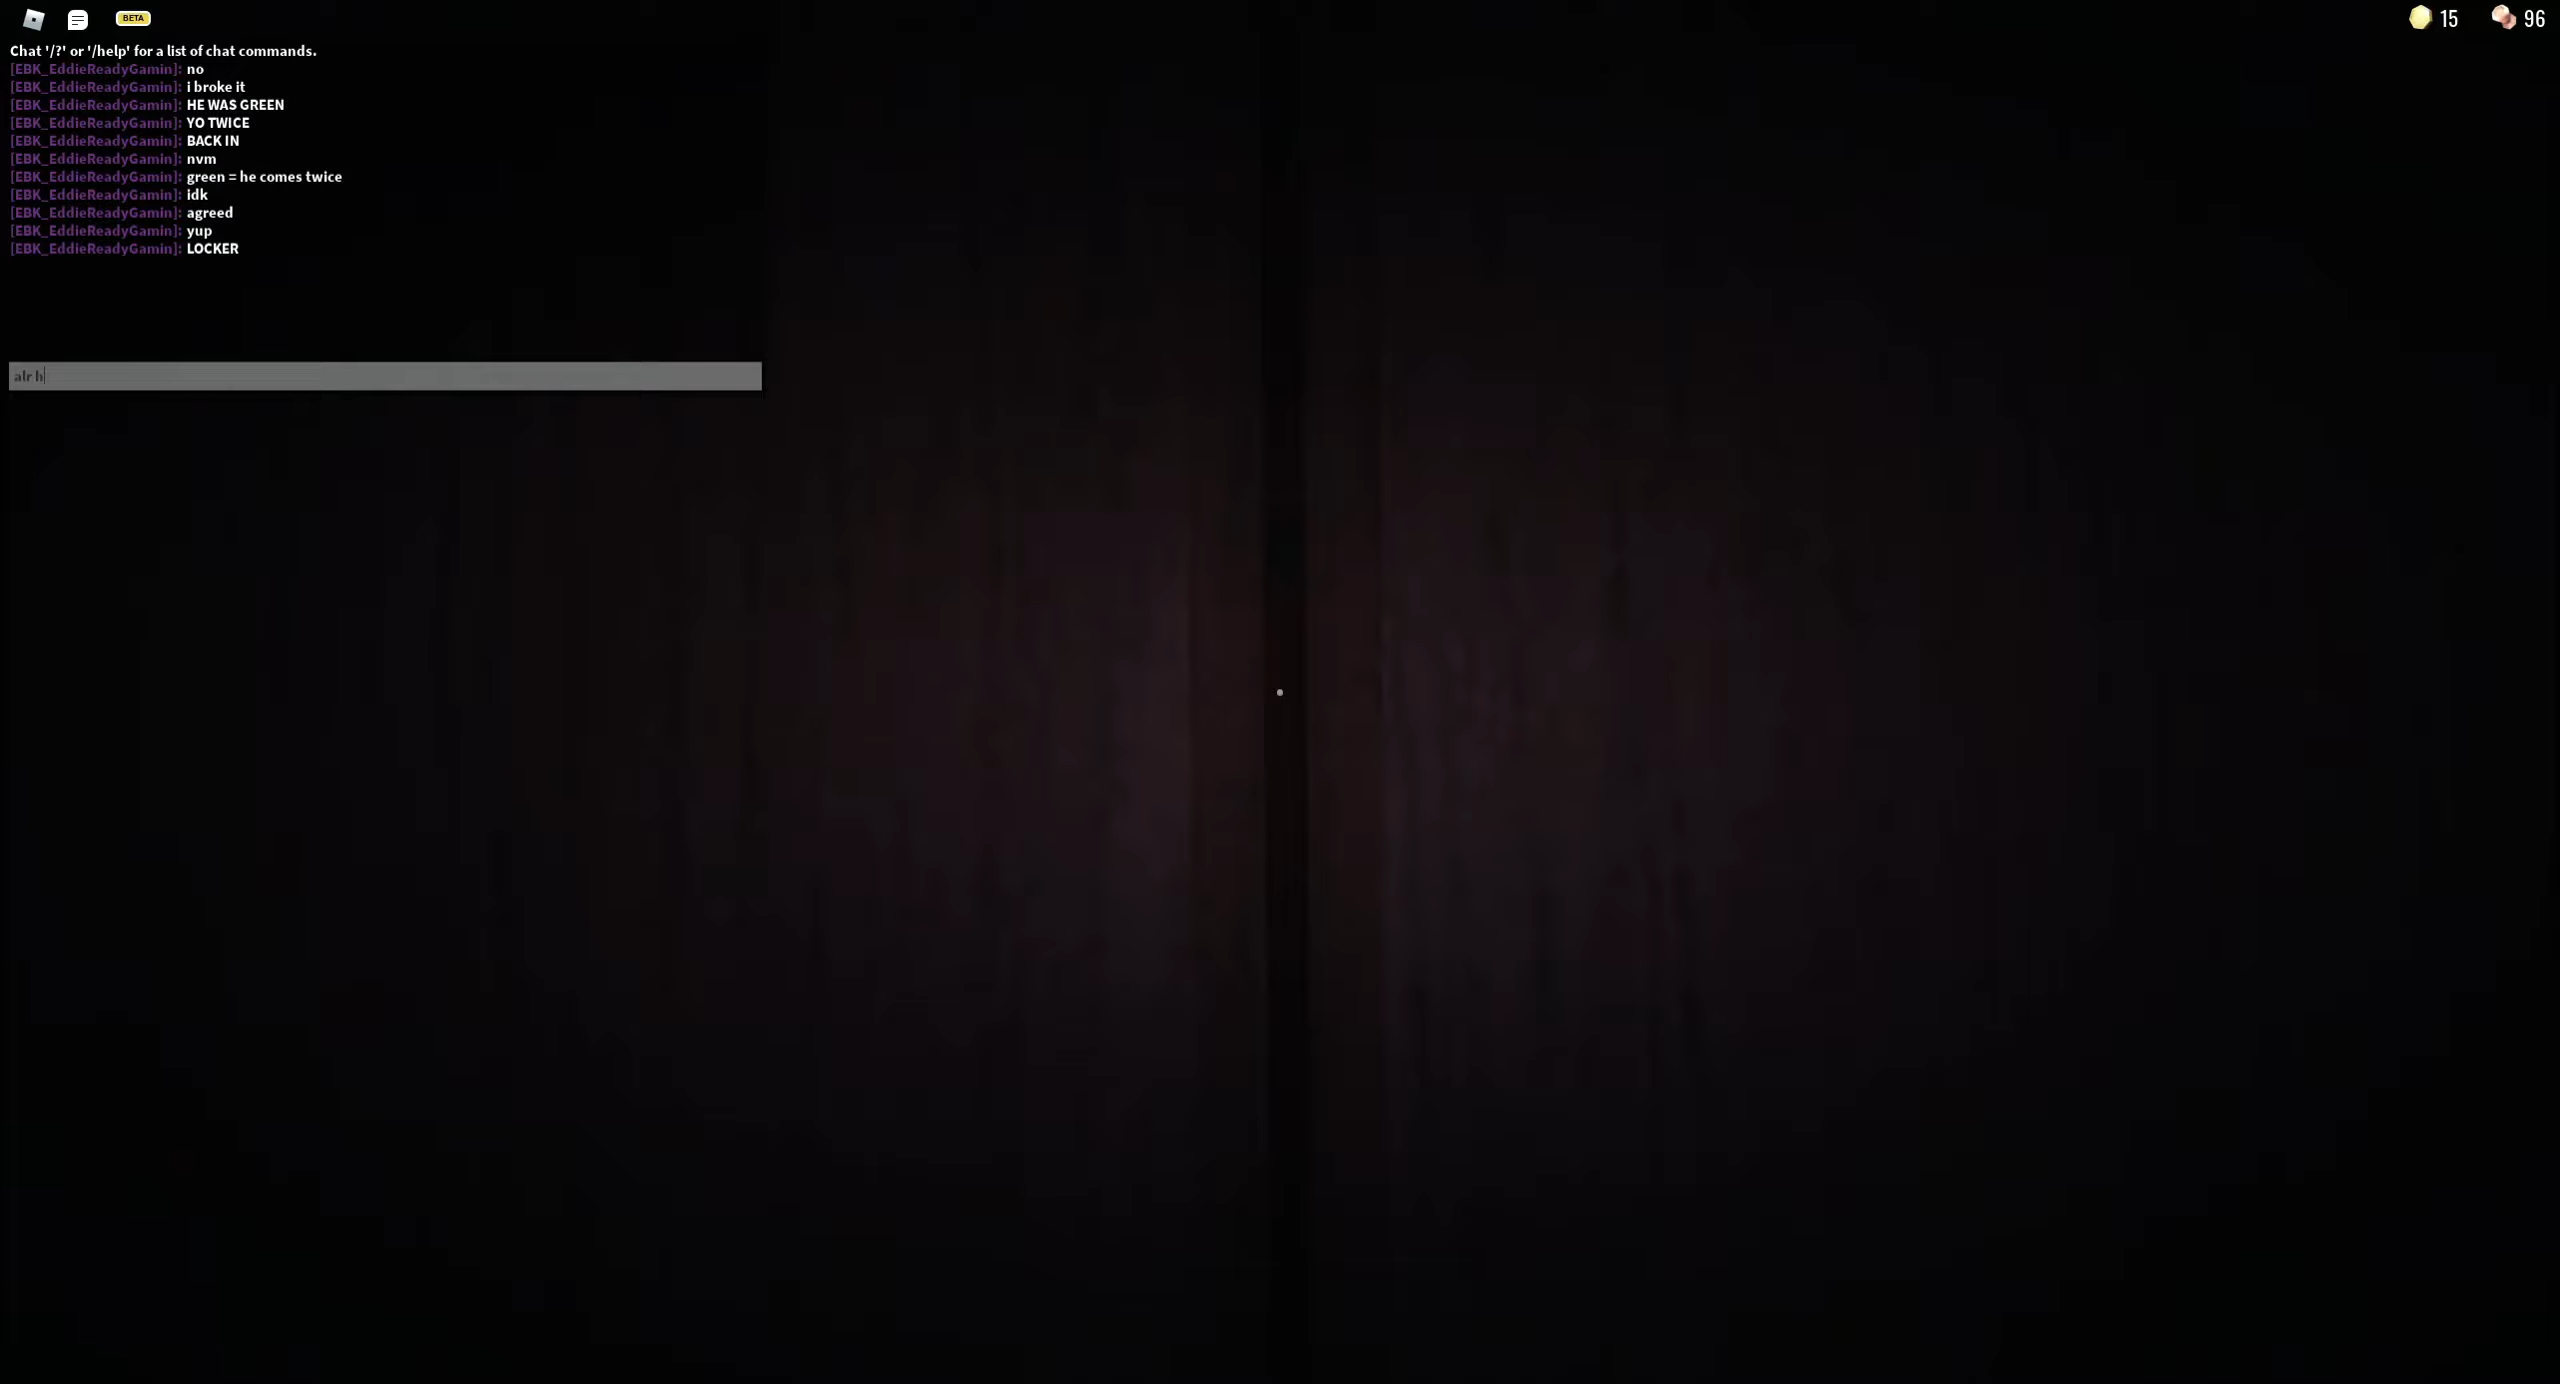 BETA
15
96
Chat '/?' or '/help' for a list of chat commands.
[EBK_EddieReadyGamin]: no
[EBK_EddieReadyGamin]: i broke it
[EBK_EddieReadyGamin]: HE WAS GREEN
[EBK_EddieReadyGamin]: YO TWICE
[EBK_EddieReadyGamin]: BACK IN
[EBK_EddieReadyGamin]: nvm
[EBK_EddieReadyGamin]: green = he comes twice
[EBK_EddieReadyGamin]: idk
[EBK_EddieReadyGamin]: agreed
[EBK_EddieReadyGamin]: yup
[EBK_EddieReadyGamin]: LOCKER
alr h